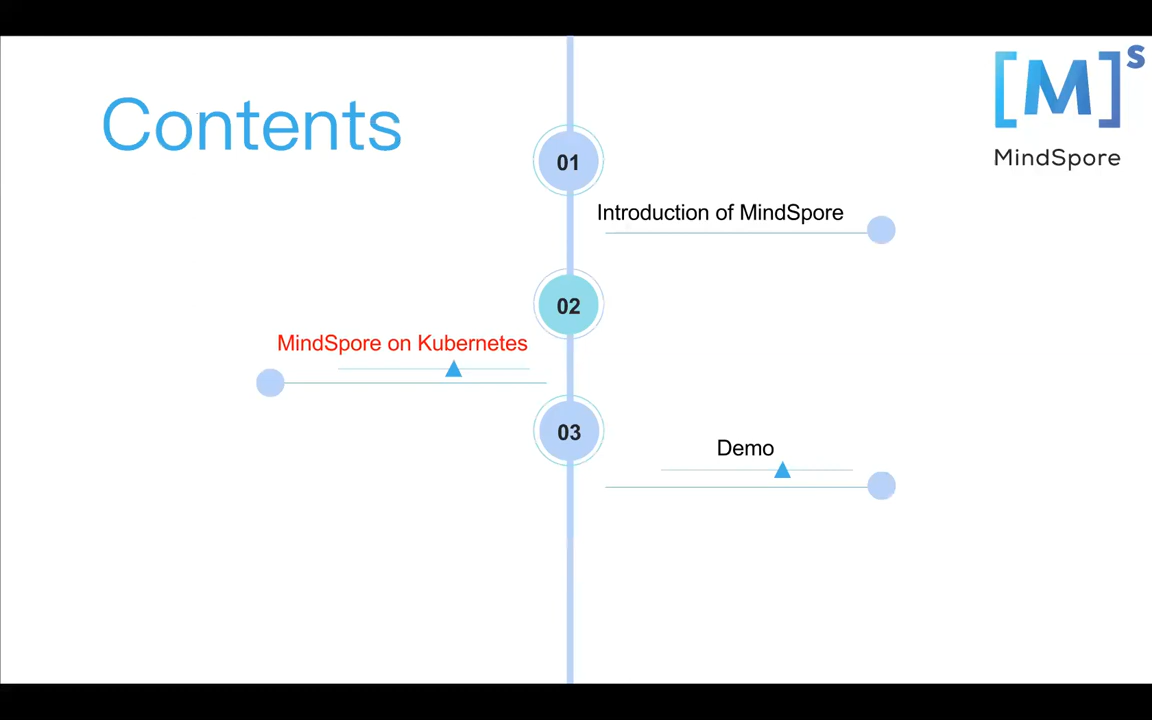 Contents
[M]S
MindSpore
01
Introduction of MindSpore
02
MindSpore on Kubernetes
03
Demo